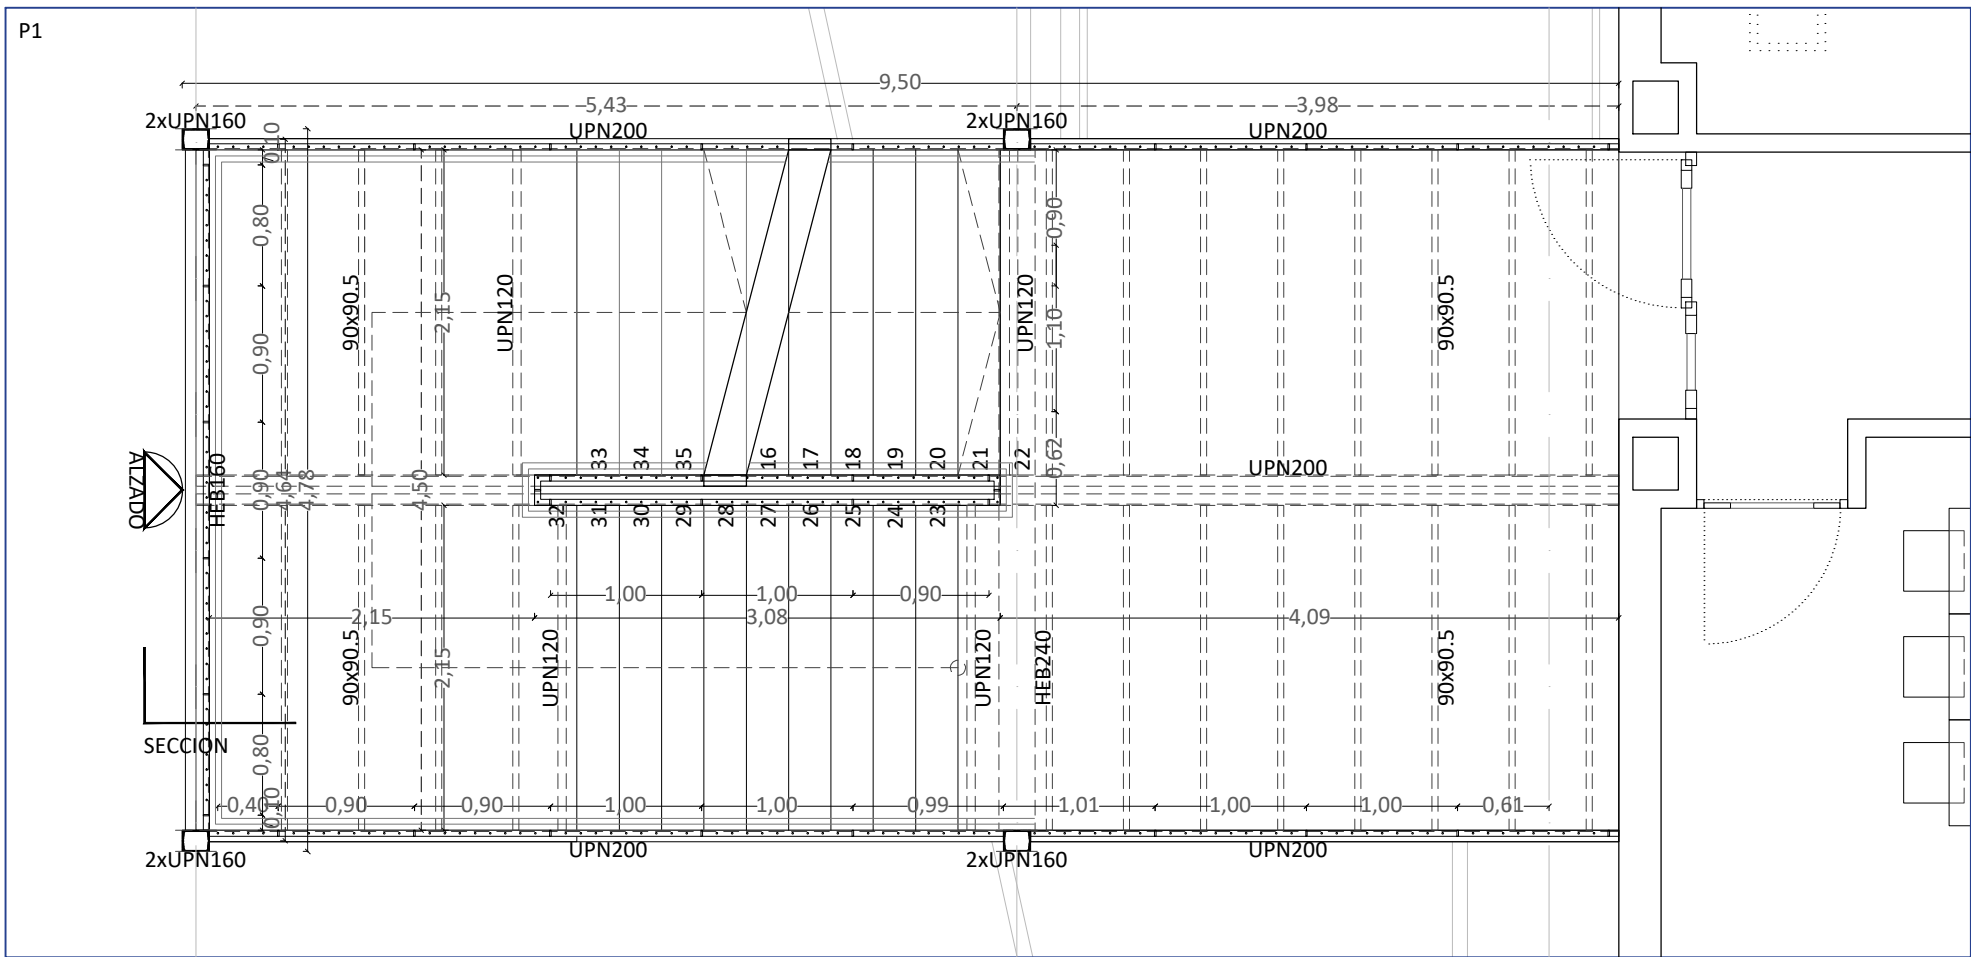 P1
9,50
5,43
3,98
2xUPN160
UPN200
2xUPN160
UPN200
0,10
0,80
0,90
0,90
0,90
0,80
0,10
4,64
4,78
4,50
2,15
2,15
90x90.5
UPN120
UPN120
0,90
1,10
0,62
90x90.5
ALZADO
HEB160
33
34
35
16
17
18
19
20
21
22
UPN200
32
31
30
29
28
27
26
25
24
23
1,00
1,00
0,90
2,15
3,08
4,09
90x90.5
UPN120
UPN120
HEB240
90x90.5
SECCION
0,40
0,90
0,90
1,00
1,00
0,99
1,01
1,00
1,00
0,61
2xUPN160
UPN200
2xUPN160
UPN200